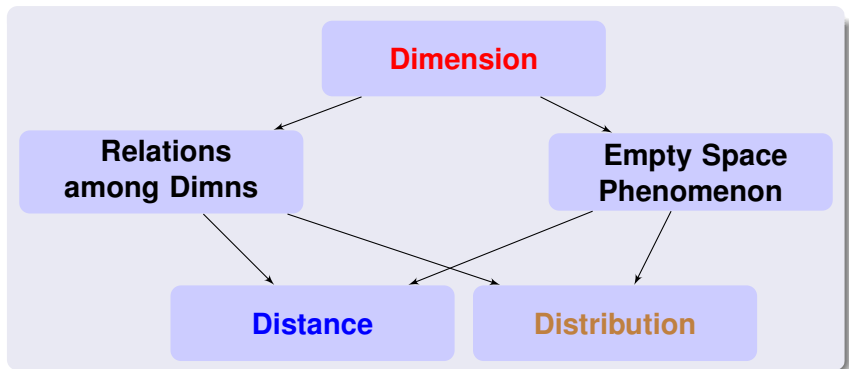 Dimension
Relations
among Dimns
Empty Space
Phenomenon
Distance
Distribution